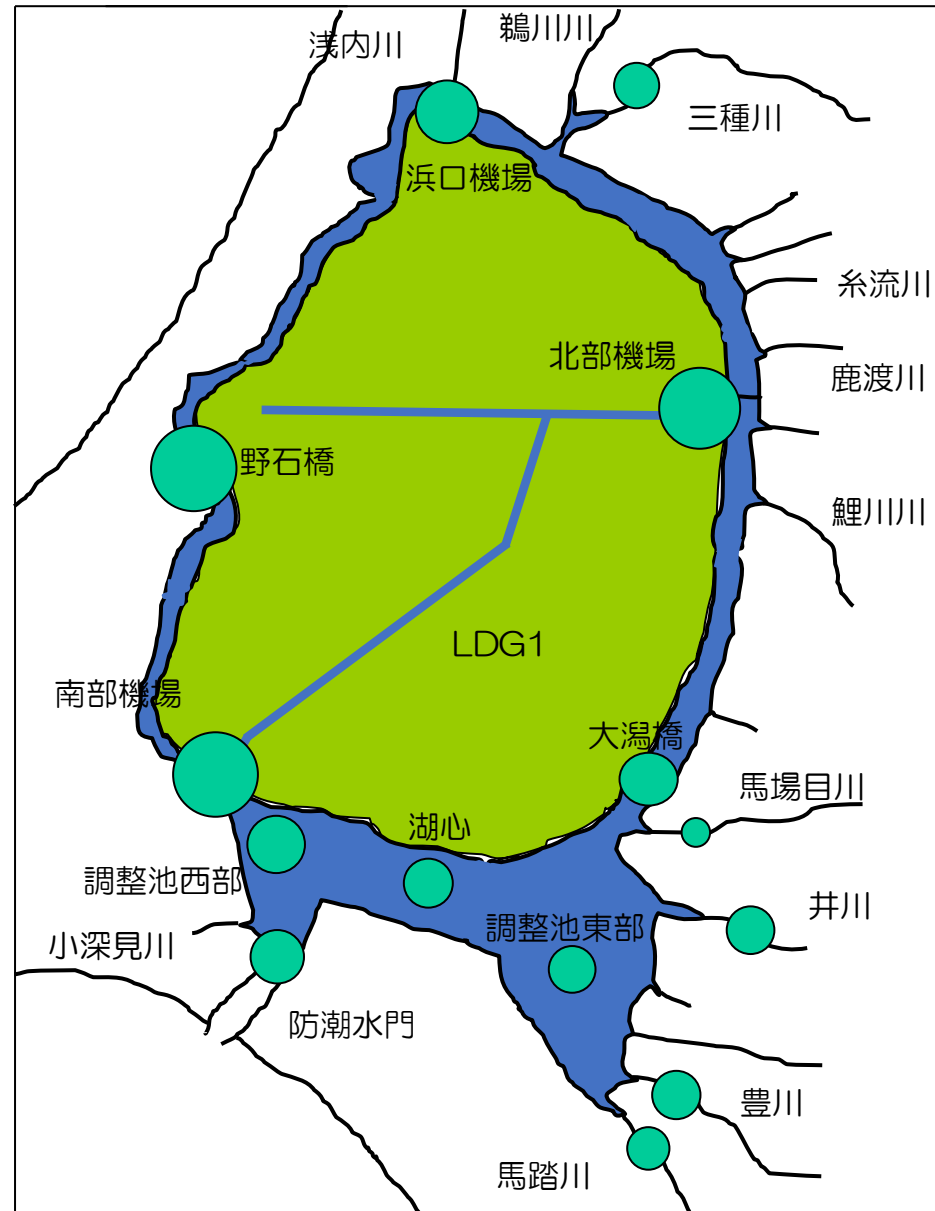 鵜川川
浅内川
三種川
浜口機場
糸流川
北部機場
鹿渡川
野石橋
鯉川川
LDG1
南部機場
大潟橋
馬場目川
湖心
調整池西部
井川
調整池東部
小深見川
防潮水門
豊川
馬踏川